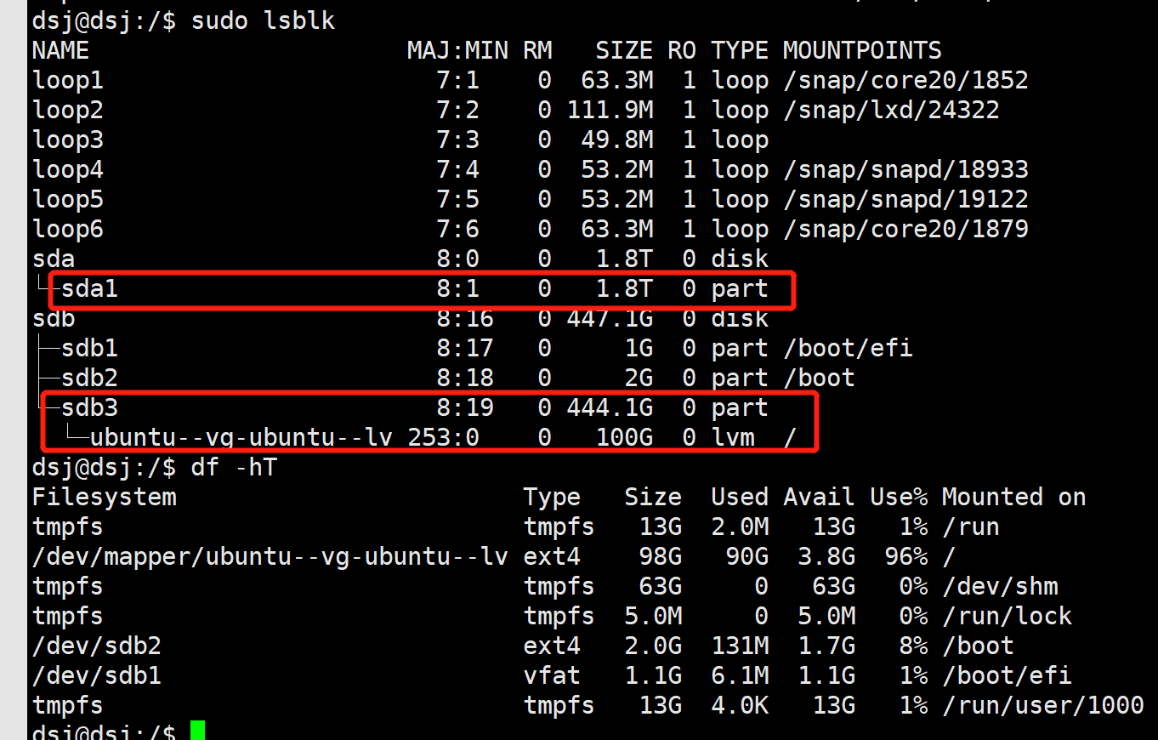 dsj@dsj:/$ sudo lsblk
NAME MAJ:MIN RM SIZE RO TYPE MOUNTPOINTS
loop1 7:1 0 63.3M 1 loop /snap/core20/1852
loop2 7:2 0 111.9M 1 loop /snap/lxd/24322
loop3 7:3 0 49.8M 1 loop
loop4 7:4 0 53.2M 1 loop /snap/snapd/18933
loop5 7:5 0 53.2M 1 loop /snap/snapd/19122
loop6 7:6 0 63.3M 1 loop /snap/core20/1879
sda 8:0 0 1.8T 0 disk
└─sda1 8:1 0 1.8T 0 part
sdb 8:16 0 447.1G 0 disk
├─sdb1 8:17 0 1G 0 part /boot/efi
├─sdb2 8:18 0 2G 0 part /boot
└─sdb3 8:19 0 444.1G 0 part
└─ubuntu--vg-ubuntu--lv 253:0 0 100G 0 lvm /
dsj@dsj:/$ df -hT
Filesystem Type Size Used Avail Use% Mounted on
tmpfs tmpfs 13G 2.0M 13G 1% /run
/dev/mapper/ubuntu--vg-ubuntu--lv ext4 98G 90G 3.8G 96% /
tmpfs tmpfs 63G 0 63G 0% /dev/shm
tmpfs tmpfs 5.0M 0 5.0M 0% /run/lock
/dev/sdb2 ext4 2.0G 131M 1.7G 8% /boot
/dev/sdb1 vfat 1.1G 6.1M 1.1G 1% /boot/efi
tmpfs tmpfs 13G 4.0K 13G 1% /run/user/1000
dsj@dsj:/$